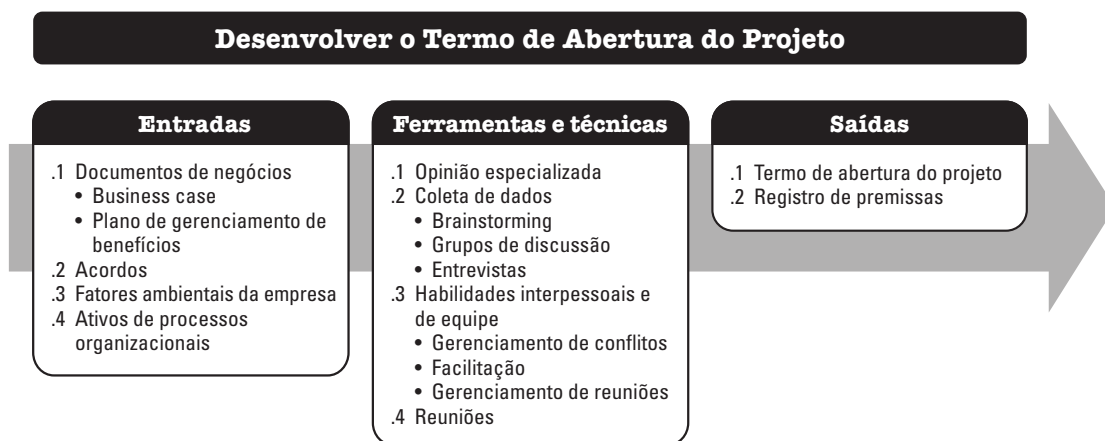 Desenvolver o Termo de Abertura do Projeto
Entradas
.1 Documentos de negócios
• Business case
• Plano de gerenciamento de
benefícios
.2 Acordos
.3 Fatores ambientais da empresa
.4 Ativos de processos
organizacionais
Ferramentas e técnicas
.1 Opinião especializada
.2 Coleta de dados
• Brainstorming
• Grupos de discussão
• Entrevistas
.3 Habilidades interpessoais e
de equipe
• Gerenciamento de conflitos
• Facilitação
• Gerenciamento de reuniões
.4 Reuniões
Saídas
.1 Termo de abertura do projeto
.2 Registro de premissas